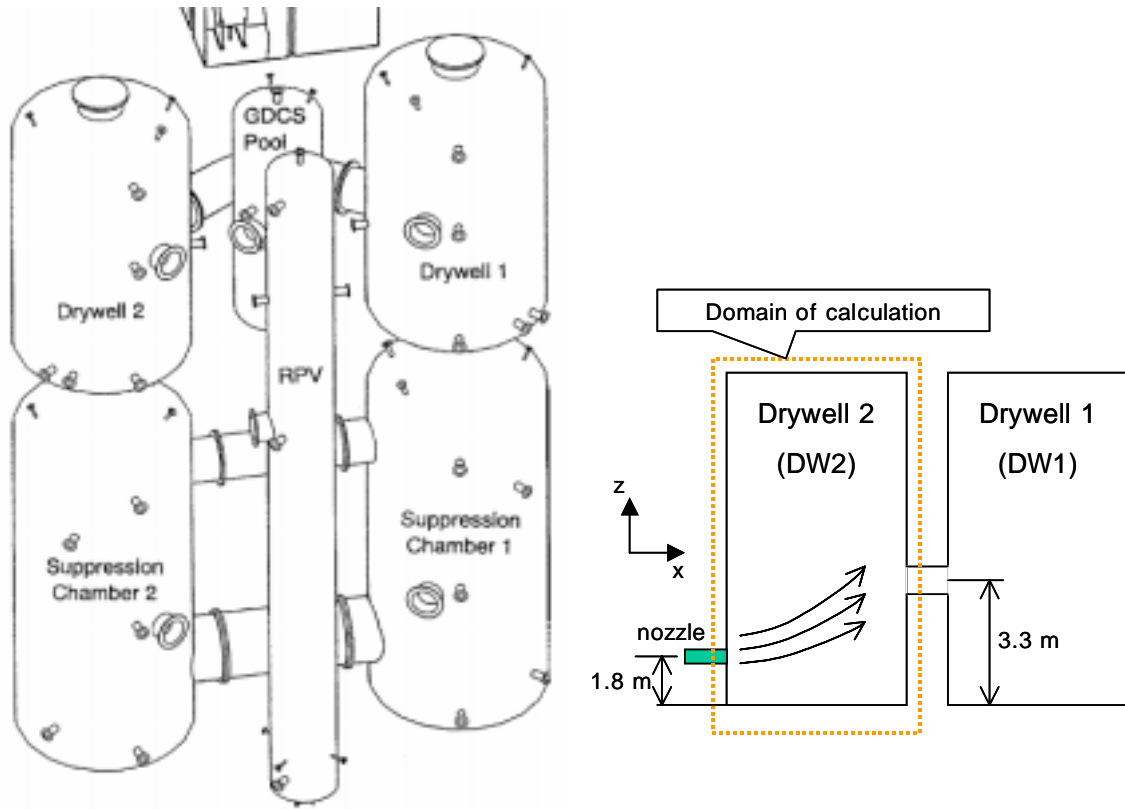 GDCS
Pool
Drywell 1
Drywell 2
RPV
Suppression
Chamber 1
Suppression
Chamber 2
Domain of calculation
Drywell 2
(DW2)
Drywell 1
(DW1)
z
x
nozzle
1.8 m
3.3 m